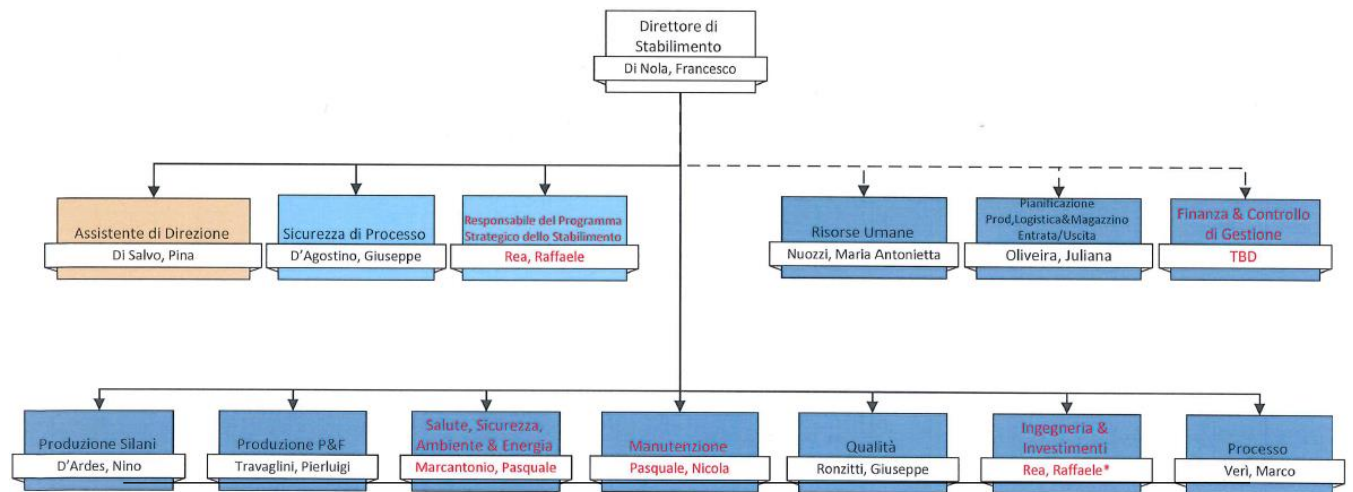 Direttore di
Stabilimento
Di Nola, Francesco
Assistente di Direzione
Di Salvo, Pina
Sicurezza di Processo
D'Agostino, Giuseppe
Responsabile del Programma
Strategico dello Stabilimento
Rea, Raffaele
Risorse Umane
Nuozzi, Maria Antonietta
Pianificazione
Prod,Logistica&Magazzino
Entrata/Uscita
Oliveira, Juliana
Finanza & Controllo
di Gestione
TBD
Produzione Silani
D'Ardes, Nino
Produzione P&F
Travaglini, Pierluigi
Salute, Sicurezza,
Ambiente & Energia
Marcantonio, Pasquale
Manutenzione
Pasquale, Nicola
Qualità
Ronzitti, Giuseppe
Ingegneria &
Investimenti
Rea, Raffaele*
Processo
Verì, Marco